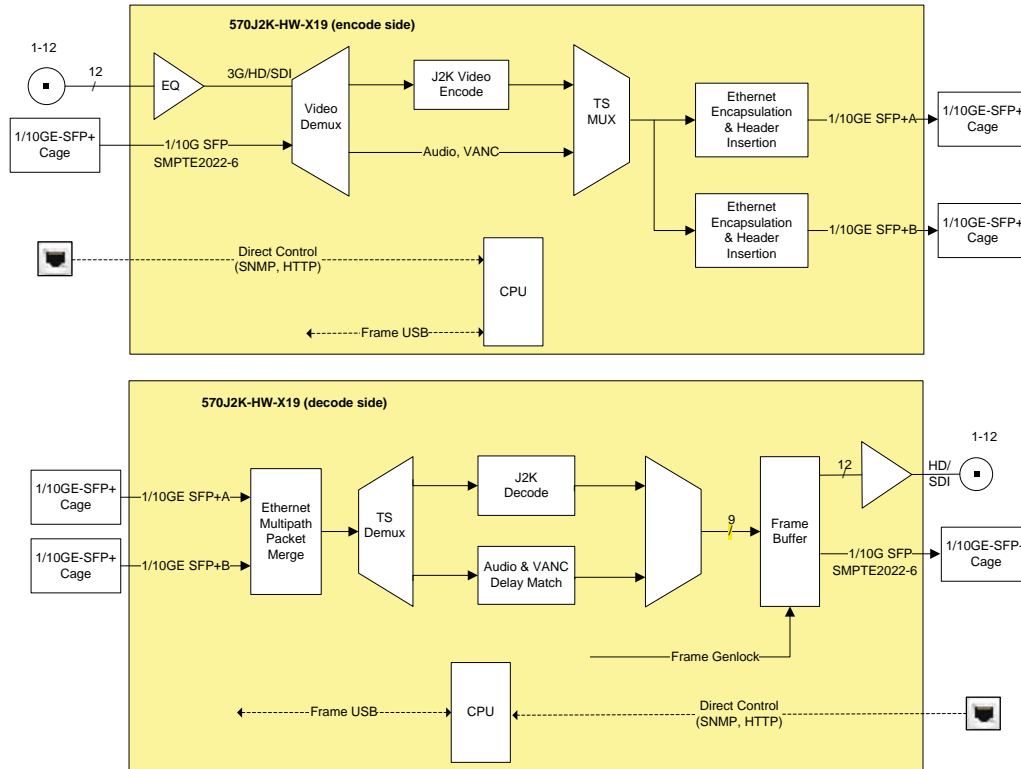 570J2K-HW-X19 (encode side)
1-12
12
EQ
3G/HD/SDI
1/10GE-SFP+
Cage
1/10G SFP
SMPTE2022-6
Video
Demux
J2K Video
Encode
Audio, VANC
TS
MUX
Ethernet
Encapsulation
& Header
Insertion
1/10GE SFP+A
1/10GE-SFP+
Cage
Ethernet
Encapsulation
& Header
Insertion
1/10GE SFP+B
1/10GE-SFP+
Cage
Direct Control
(SNMP, HTTP)
CPU
Frame USB
570J2K-HW-X19 (decode side)
1/10GE-SFP+
Cage
1/10GE SFP+A
1/10GE-SFP+
Cage
1/10GE SFP+B
Ethernet
Multipath
Packet
Merge
TS
Demux
J2K
Decode
Audio & VANC
Delay Match
9
Frame
Buffer
12
HD/
SDI
1-12
1/10G SFP
SMPTE2022-6
1/10GE-SFP+
Cage
Frame Genlock
Frame USB
CPU
Direct Control
(SNMP, HTTP)